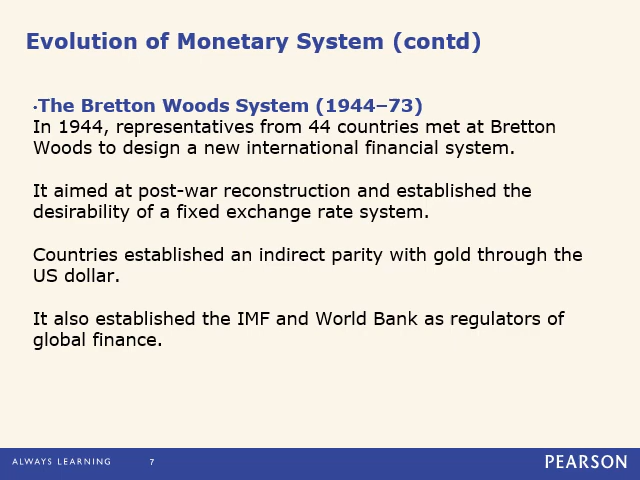 Evolution of Monetary System (contd)
•The Bretton Woods System (1944–73)
In 1944, representatives from 44 countries met at Bretton
Woods to design a new international financial system.
It aimed at post-war reconstruction and established the
desirability of a fixed exchange rate system.
Countries established an indirect parity with gold through the
US dollar.
It also established the IMF and World Bank as regulators of
global finance.
ALWAYS LEARNING 7 PEARSON